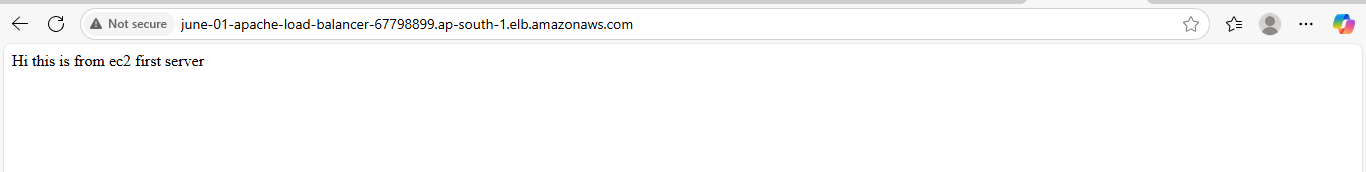 Not secure june-01-apache-load-balancer-67798899.ap-south-1.elb.amazonaws.com
Hi this is from ec2 first server